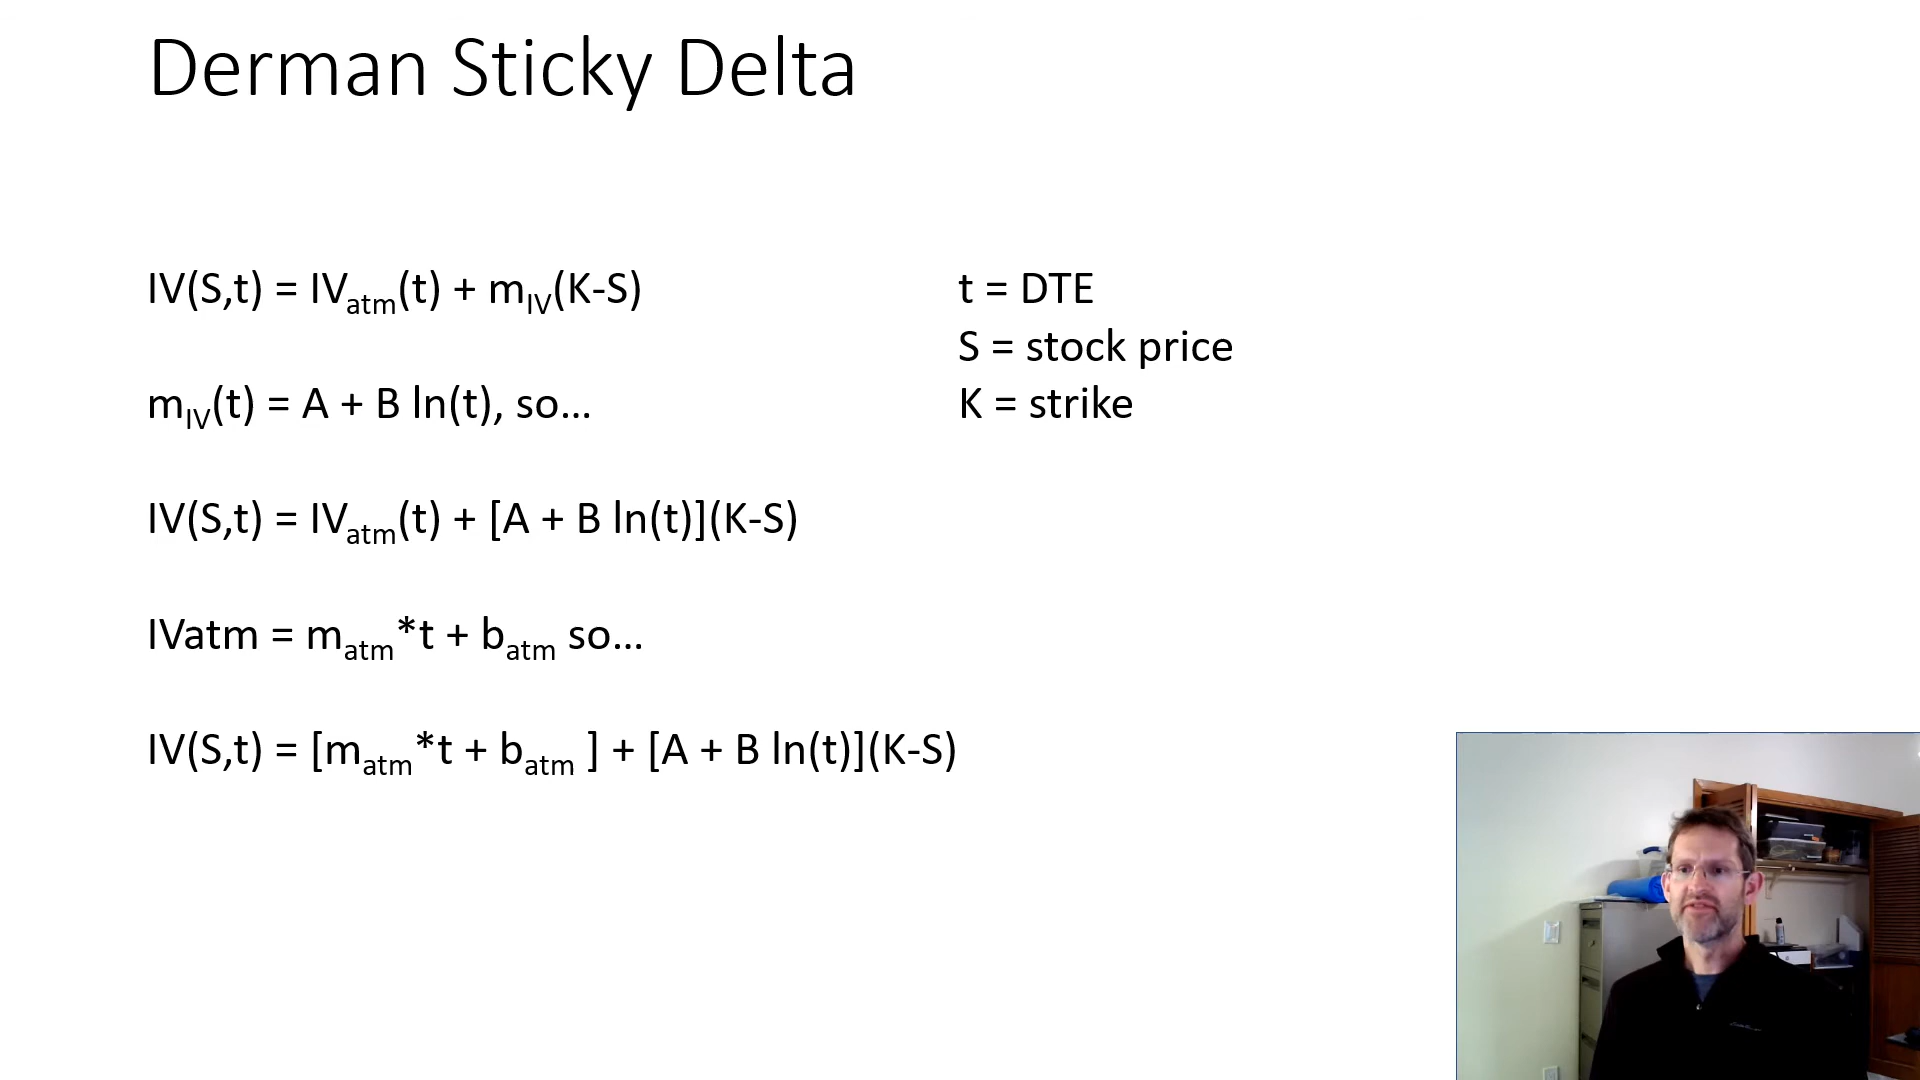 Derman Sticky Delta
IV(S,t) = IVatm(t) + mIV(K-S)
mIV(t) = A + B ln(t), so...
IV(S,t) = IVatm(t) + [A + B ln(t)](K-S)
IVatm = matm*t + batm so...
IV(S,t) = [matm*t + batm ] + [A + B ln(t)](K-S)
t = DTE
S = stock price
K = strike